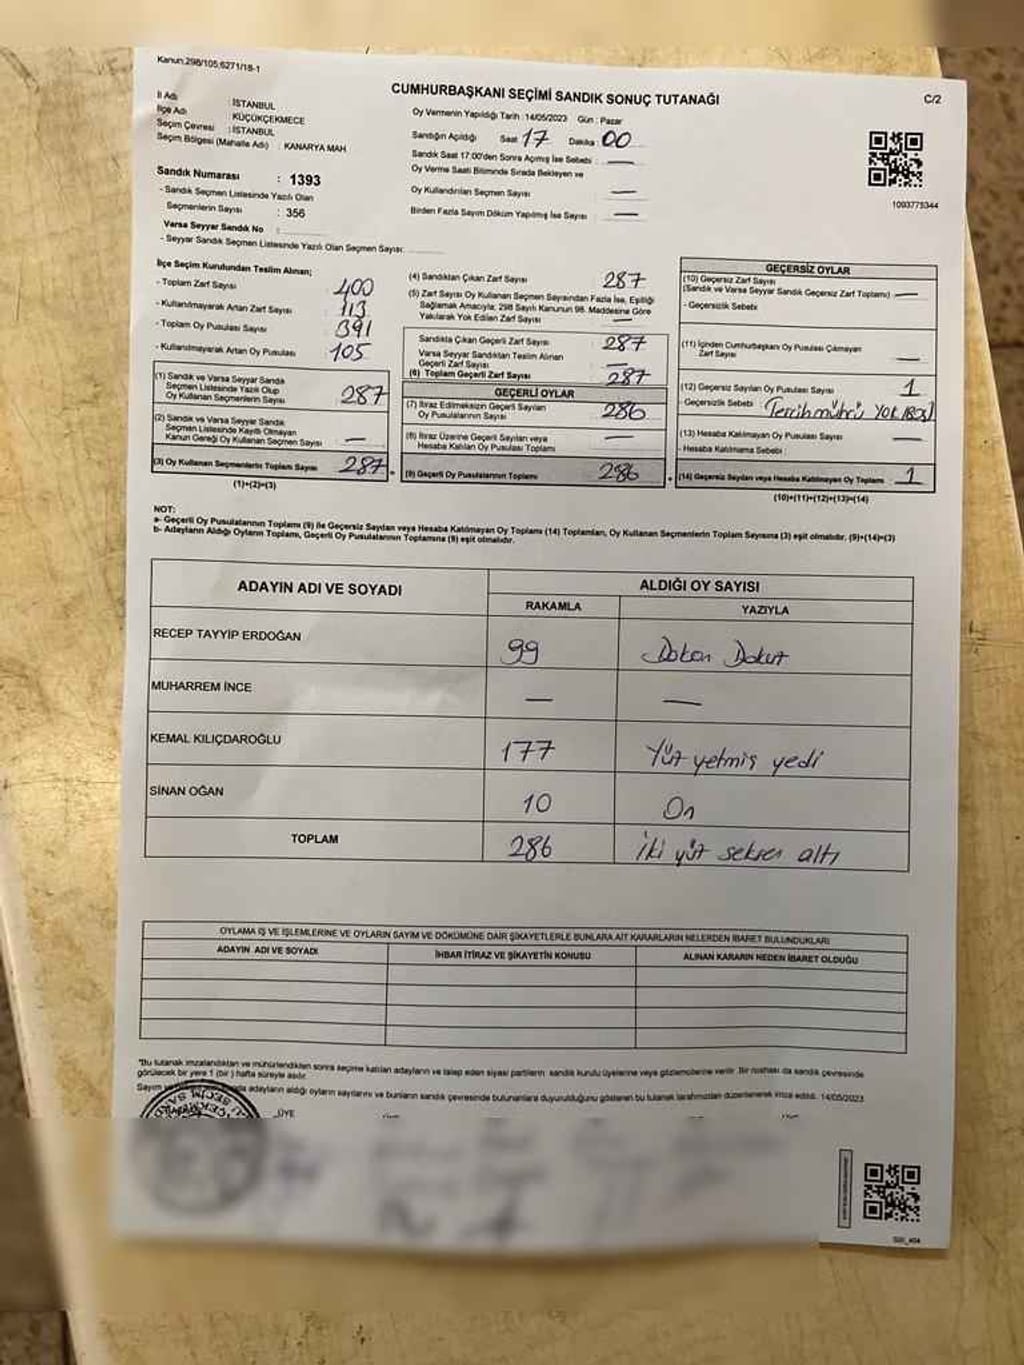 Kanun:298/105;6271/18-1
CUMHURBAŞKANI SEÇİMİ SANDIK SONUÇ TUTANAĞI
C/2
İl Adı : İSTANBUL
İlçe Adı : KÜÇÜKÇEKMECE
Seçim Çevresi : İSTANBUL
Seçim Bölgesi (Mahalle Adı) : KANARYA MAH
Sandık Numarası : 1393
- Sandık Seçmen Listesinde Yazılı Olan
Seçmenlerin Sayısı : 356
Varsa Seyyar Sandık No :
- Seyyar Sandık Seçmen Listesinde Yazılı Olan Seçmen Sayısı:
Oy Vermenin Yapıldığı Tarih : 14/05/2023 Gün : Pazar
Sandığın Açıldığı Saat 17 Dakika : 00
Sandık Saat 17:00'den Sonra Açmış İse Sebebi : —
Oy Verme Saati Bitiminde Sırada Bekleyen ve
Oy Kullandırılan Seçmen Sayısı —
Birden Fazla Sayım Döküm Yapılmış İse Sayısı : —
1093775344
İlçe Seçim Kurulundan Teslim Alınan;
- Toplam Zarf Sayısı 400
- Kullanılmayarak Artan Zarf Sayısı : 113
- Toplam Oy Pusulası Sayısı 391
- Kullanılmayarak Artan Oy Pusulası 105
(1) Sandık ve Varsa Seyyar Sandık
Seçmen Listesinde Yazılı Olup
Oy Kullanan Seçmenlerin Sayısı 287
(2) Sandık ve Varsa Seyyar Sandık
Seçmen Listesinde Kayıtlı Olmayan
Kanun Gereği Oy Kullanan Seçmen Sayısı —
(3) Oy Kullanan Seçmenlerin Toplam Sayısı 287
(1)+(2)=(3)
(4) Sandıktan Çıkan Zarf Sayısı 287
(5) Zarf Sayısı Oy Kullanan Seçmen Sayısından Fazla İse, Eşitliği
Sağlamak Amacıyla; 298 Sayılı Kanunun 98. Maddesine Göre
Yakılarak Yok Edilen Zarf Sayısı —
Sandıkta Çıkan Geçerli Zarf Sayısı 287
Varsa Seyyar Sandıktan Teslim Alınan
Geçerli Zarf Sayısı —
(6) Toplam Geçerli Zarf Sayısı 287
GEÇERLİ OYLAR
(7) İtiraz Edilmeksizin Geçerli Sayılan
Oy Pusulalarının Sayısı 286
(8) İtiraz Üzerine Geçerli Sayılan veya
Hesaba Katılan Oy Pusulaları Toplamı —
(9) Geçerli Oy Pusulalarının Toplamı 286
GEÇERSİZ OYLAR
(10) Geçersiz Zarf Sayısı
(Sandık ve Varsa Seyyar Sandık Geçersiz Zarf Toplamı) : —
- Geçersizlik Sebebi
(11) İçinden Cumhurbaşkanı Oy Pusulası Çıkmayan
Zarf Sayısı —
(12) Geçersiz Sayılan Oy Pusulası Sayısı 1
- Geçersizlik Sebebi : Tercih mührü YOK (BOŞ)
(13) Hesaba Katılmayan Oy Pusulası Sayısı —
- Hesaba Katılmama Sebebi :
(14) Geçersiz Sayılan veya Hesaba Katılmayan Oy Toplamı 1
(10)+(11)+(12)+(13)=(14)
NOT:
a- Geçerli Oy Pusulalarının Toplamı (9) ile Geçersiz Sayılan veya Hesaba Katılmayan Oy Toplamı (14) Toplamları, Oy Kullanan Seçmenlerin Toplam Sayısına (3) eşit olmalıdır. (9)+(14)=(3)
b- Adayların Aldığı Oyların Toplamı, Geçerli Oy Pusulalarının Toplamına (9) eşit olmalıdır.
ADAYIN ADI VE SOYADI ALDIĞI OY SAYISI
RAKAMLA YAZIYLA
RECEP TAYYİP ERDOĞAN 99 Doksan Dokuz
MUHARREM İNCE — —
KEMAL KILIÇDAROĞLU 177 Yüz yetmiş yedi
SİNAN OĞAN 10 On
TOPLAM 286 İki yüz seksen altı
OYLAMA İŞ VE İŞLEMLERİNE VE OYLARIN SAYIM VE DÖKÜMÜNE DAİR ŞİKAYETLERLE BUNLARA AİT KARARLARIN NELERDEN İBARET BULUNDUKLARI
ADAYIN ADI VE SOYADI İHBAR İTİRAZ VE ŞİKAYETİN KONUSU ALINAN KARARIN NEDEN İBARET OLDUĞU
*Bu tutanak imzalandıktan ve mühürlendikten sonra seçime katılan adayların ve talep eden siyasi partilerin sandık kurulu üyelerine veya gözlemcilerine verilir. Bir nüshası da sandık çevresinde
görülecek bir yere 1 (bir) hafta süreyle asılır.
Sayım adayların aldığı oyların sayılarını ve bunların sandık çevresinde bulunanlara duyurulduğunu gösteren bu tutanak tarafımızdan düzenlenerek imza edildi. 14/05/2023
ÜYE